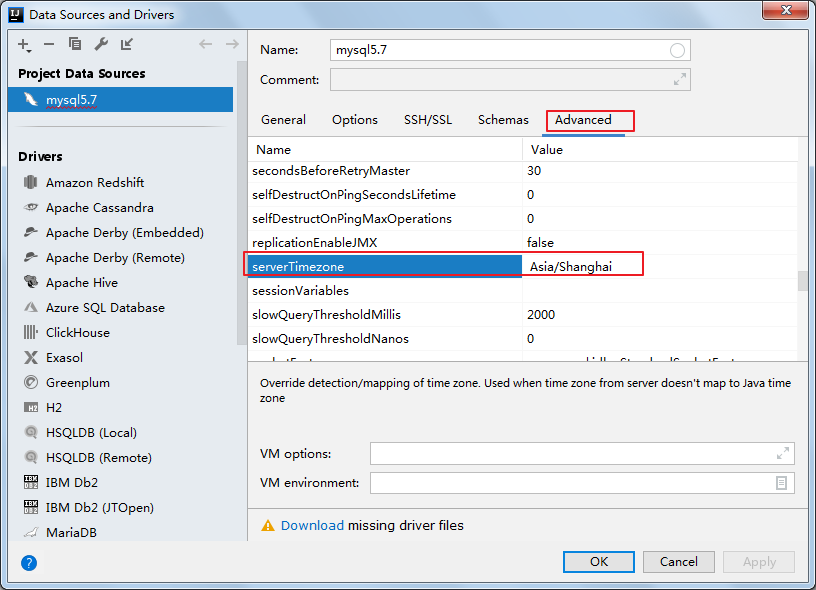 Data Sources and Drivers
Project Data Sources
mysql5.7
Drivers
Amazon Redshift
Apache Cassandra
Apache Derby (Embedded)
Apache Derby (Remote)
Apache Hive
Azure SQL Database
ClickHouse
Exasol
Greenplum
H2
HSQLDB (Local)
HSQLDB (Remote)
IBM Db2
IBM Db2 (JTOpen)
MariaDB
Name: mysql5.7
Comment:
General Options SSH/SSL Schemas Advanced
Name Value
secondsBeforeRetryMaster 30
selfDestructOnPingSecondsLifetime 0
selfDestructOnPingMaxOperations 0
replicationEnableJMX false
serverTimezone Asia/Shanghai
sessionVariables
slowQueryThresholdMillis 2000
slowQueryThresholdNanos 0
Override detection/mapping of time zone. Used when time zone from server doesn't map to Java time
zone
VM options:
VM environment:
Download missing driver files
OK Cancel Apply